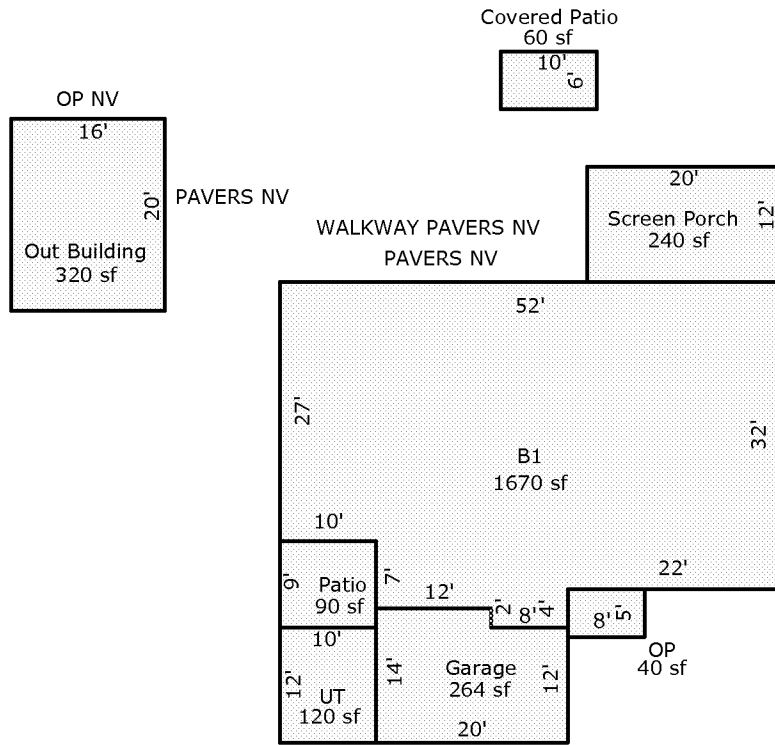 Covered Patio
60 sf
10'
6'
OP NV
16'
20'
PAVERS NV
Out Building
320 sf
20'
12'
Screen Porch
240 sf
WALKWAY PAVERS NV
PAVERS NV
52'
27'
32'
B1
1670 sf
10'
9'
Patio
90 sf
7'
12'
2'
8'
4'
22'
8'
5'
OP
40 sf
10'
12'
UT
120 sf
14'
Garage
264 sf
12'
20'